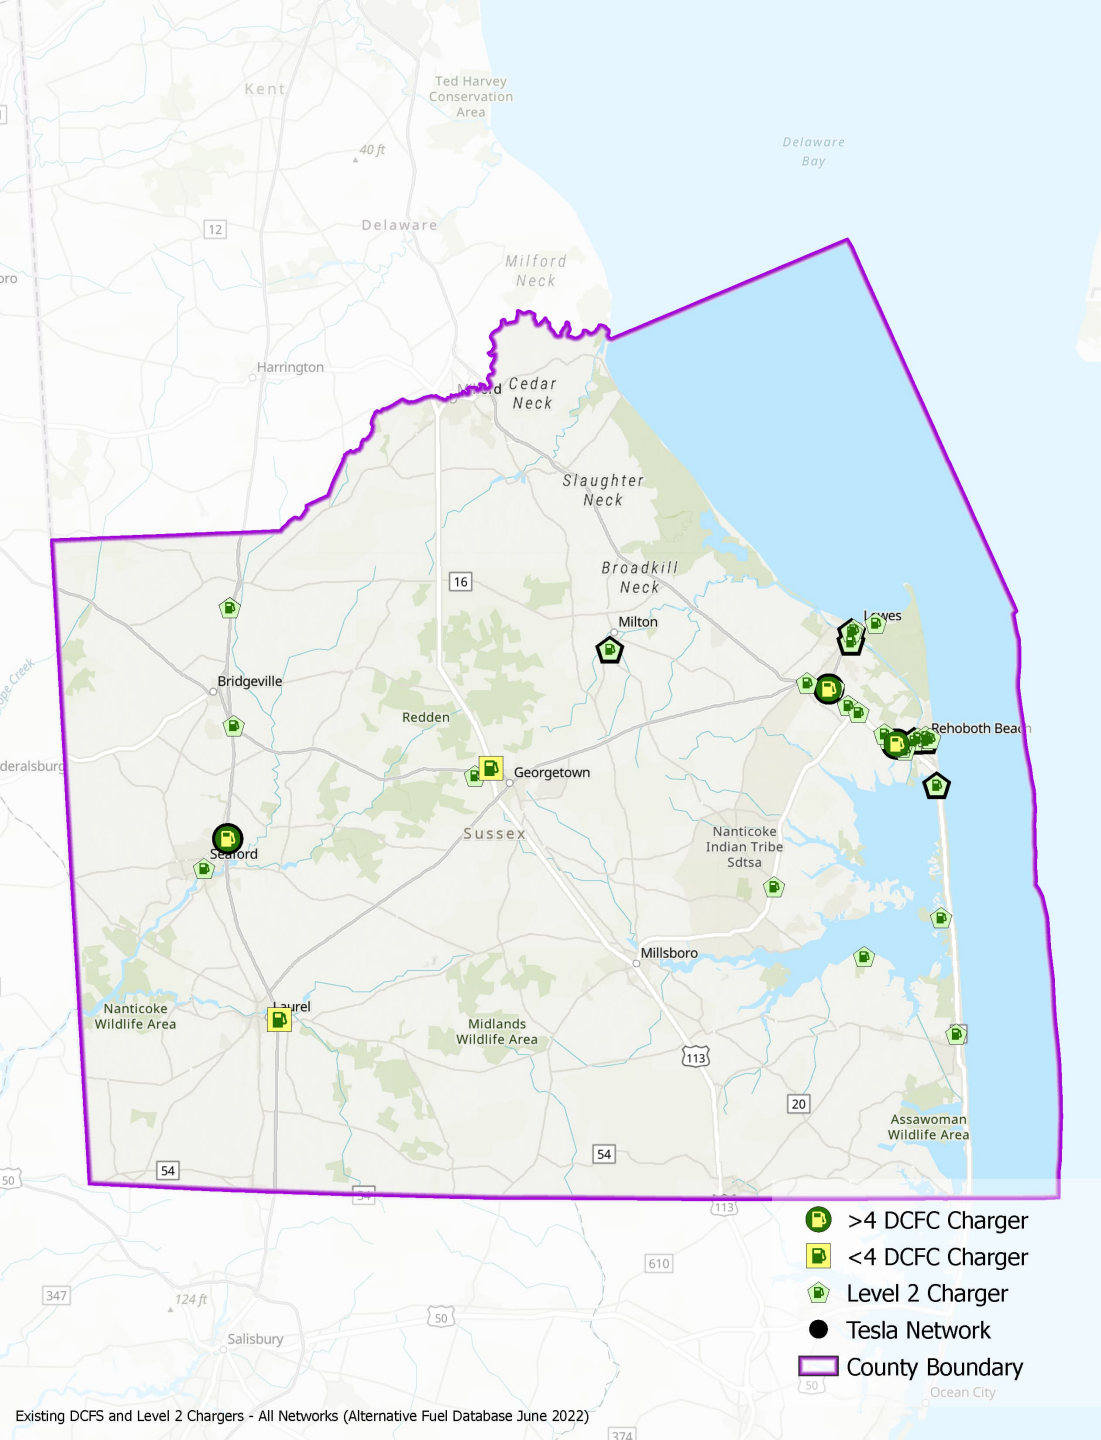 Ted Harvey
Conservation
Area
Kent
Delaware
Bay
40 ft
12
Delaware
Milford
Neck
Harrington
Cedar
Neck
Slaughter
Neck
Broadkill
Neck
16
Lewes
Milton
Bridgeville
Redden
Rehoboth Beach
deralsburg
Georgetown
Sussex
Nanticoke
Indian Tribe
Sdtsa
Seaford
Millsboro
Laurel
Nanticoke
Wildlife Area
Midlands
Wildlife Area
113
20
Assawoman
Wildlife Area
54
54
50
54
113
>4 DCFC Charger
610
<4 DCFC Charger
347
124 ft
Level 2 Charger
50
Tesla Network
Salisbury
County Boundary
50
Ocean City
Existing DCFS and Level 2 Chargers - All Networks (Alternative Fuel Database June 2022)
374